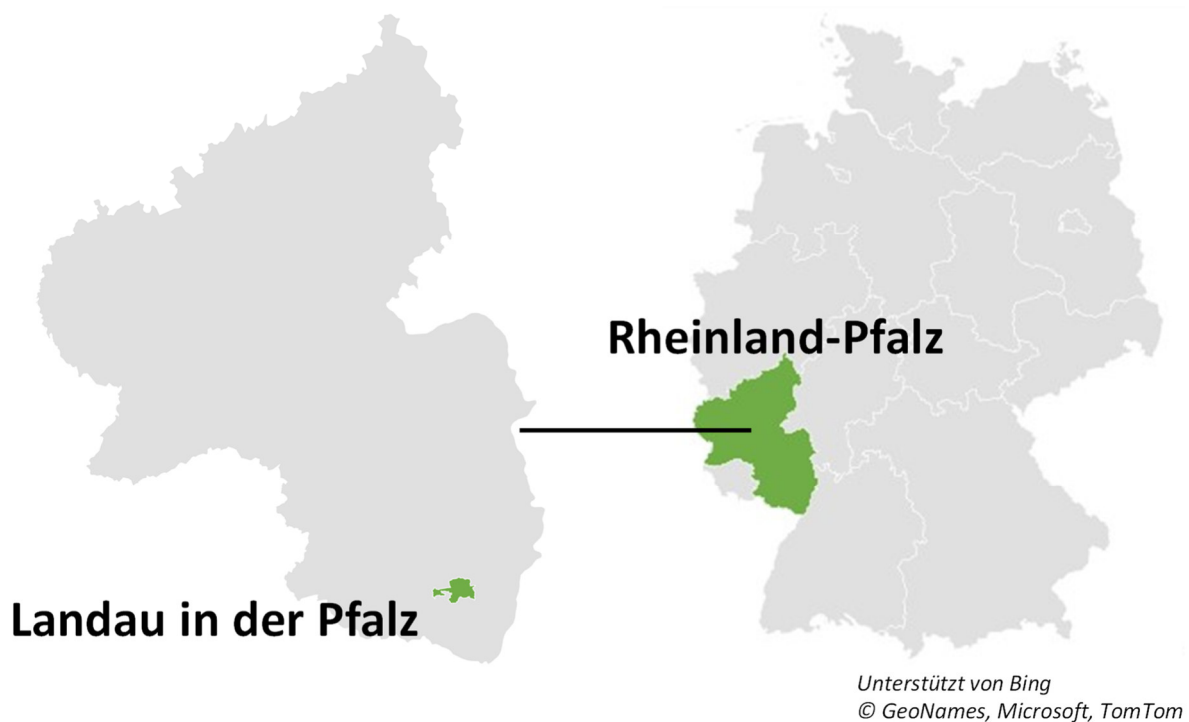 Rheinland-Pfalz
Landau in der Pfalz
Unterstützt von Bing
© GeoNames, Microsoft, TomTom